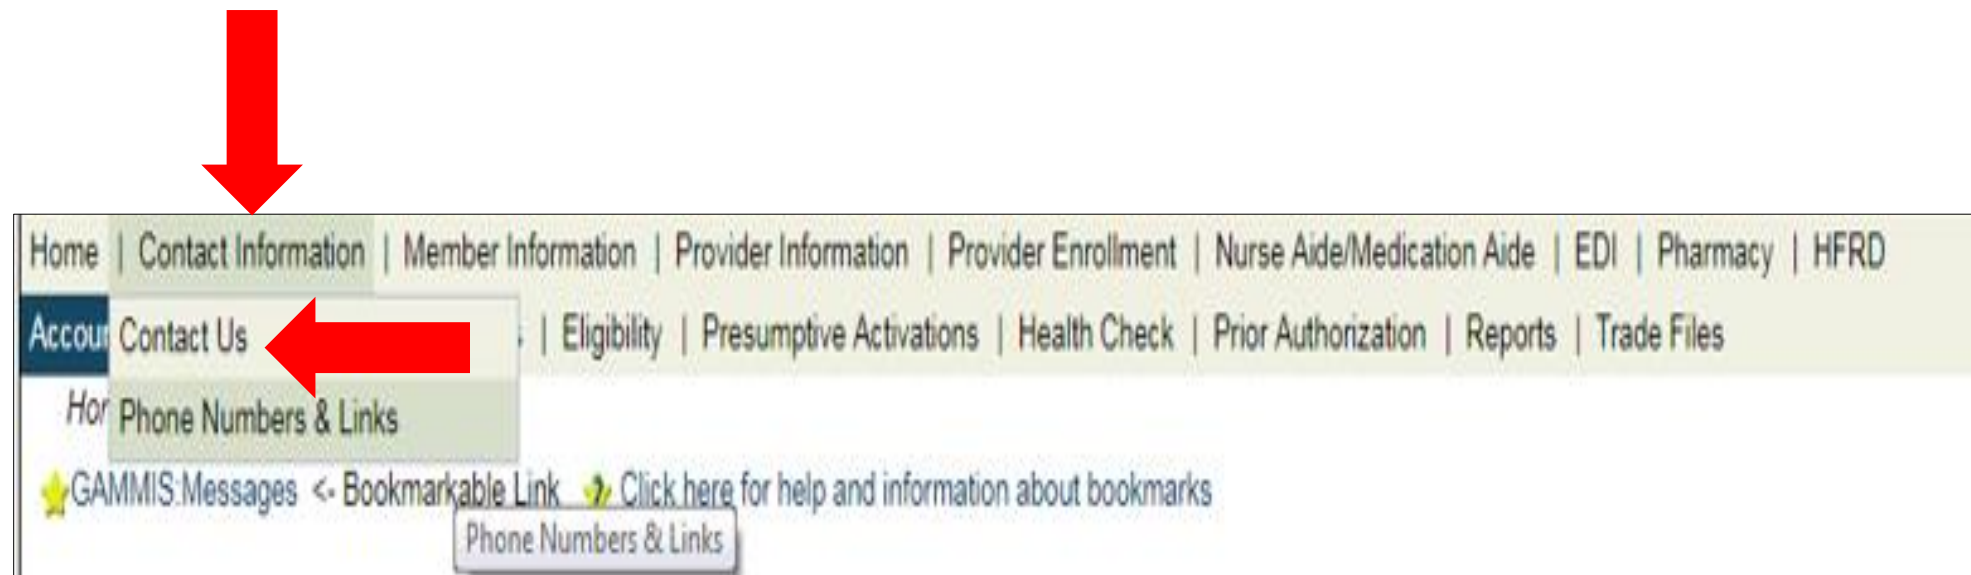 Home | Contact Information | Member Information | Provider Information | Provider Enrollment | Nurse Aide/Medication Aide | EDI | Pharmacy | HFRD
Contact Us | Eligibility | Presumptive Activations | Health Check | Prior Authorization | Reports | Trade Files
Phone Numbers & Links
GAMMIS:Messages <- Bookmarkable Link ? Click here for help and information about bookmarks
Phone Numbers & Links